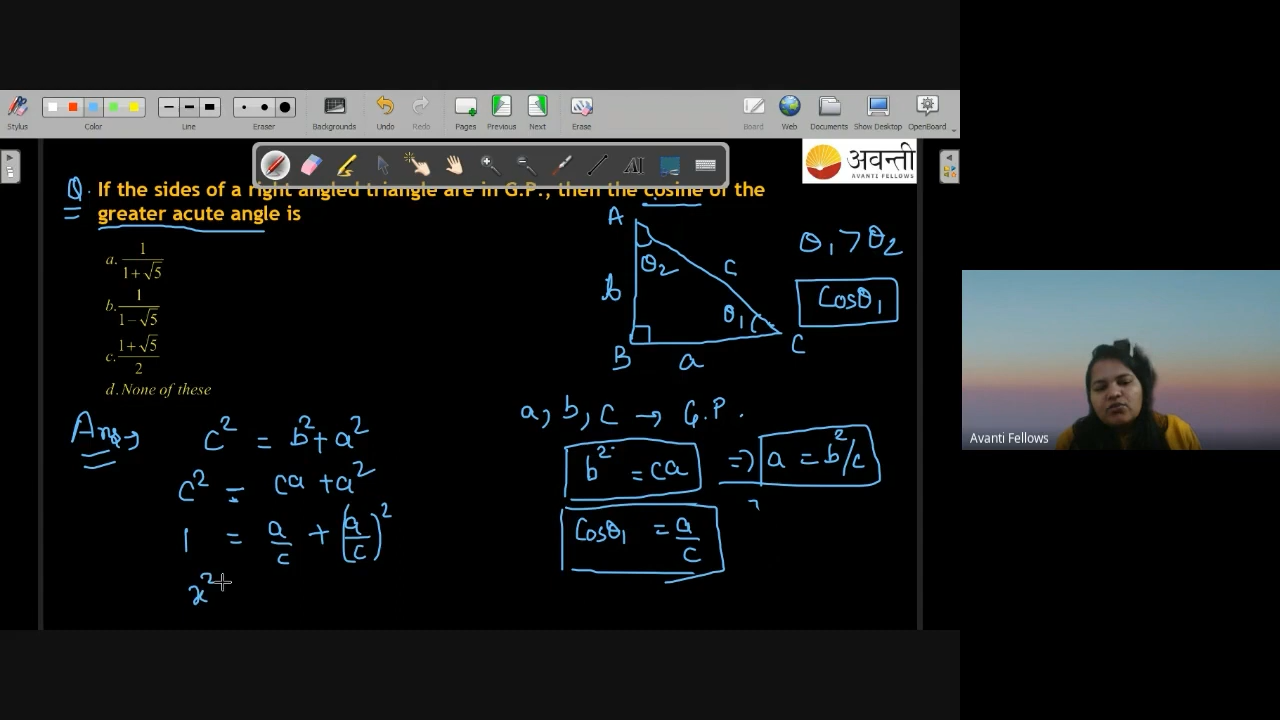 Stylus
Color
Line
Eraser
Backgrounds
Undo
Redo
Pages
Previous
Next
Erase
Board
Web
Documents
Show Desktop
OpenBoard
अवन्ती
AVANTI FELLOWS
Q. If the sides of a right angled triangle are in G.P., then the cosine of the
greater acute angle is
a. 1/(1+√5)
b. 1/(1−√5)
c. (1+√5)/2
d. None of these
A
θ₂
b
c
θ₁
B
a
C
θ₁ > θ₂
Cosθ₁
a, b, c → G.P.
b² = ca ⇒ a = b²/c
Cosθ₁ = a/c
Ans→ c² = b² + a²
c² = ca + a²
1 = a/c + (a/c)²
x²
Avanti Fellows